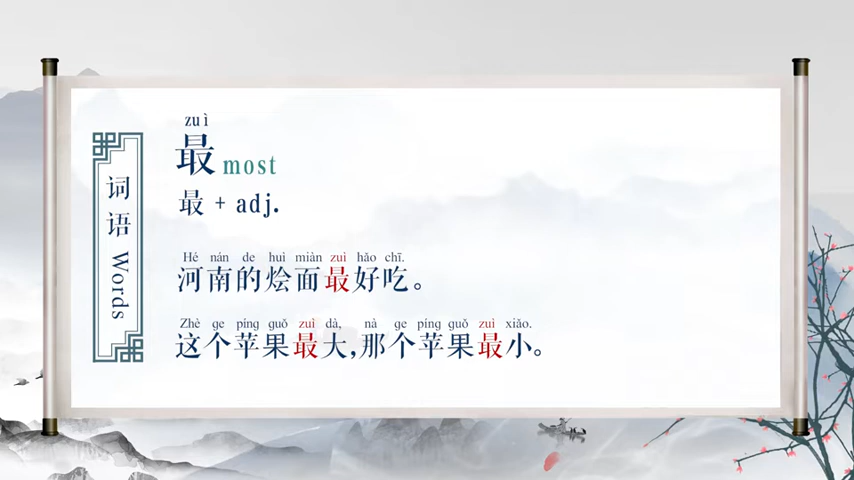 词语 Words
zuì
最 most
最 + adj.
Hé nán de huì miàn zuì hǎo chī.
河南的烩面最好吃。
Zhè ge píng guǒ zuì dà, nà ge píng guǒ zuì xiǎo.
这个苹果最大,那个苹果最小。